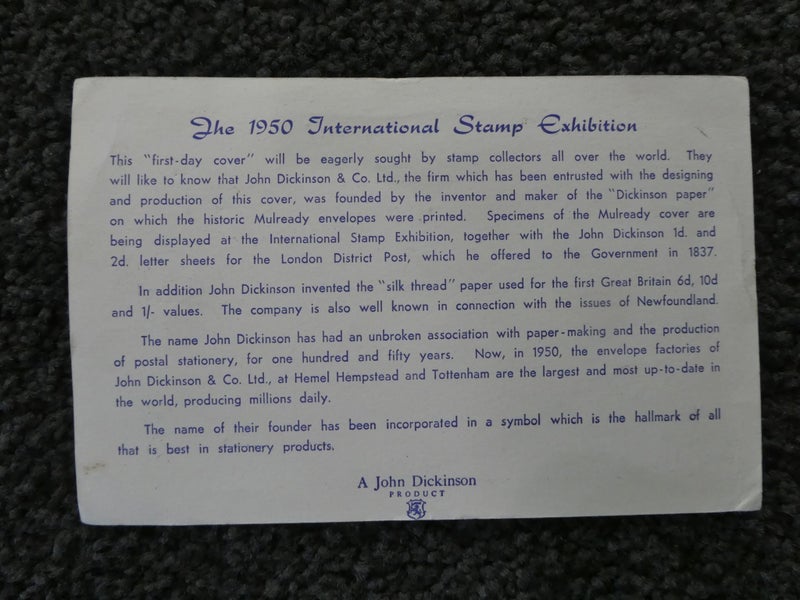 The 1950 International Stamp Exhibition
This "first-day cover" will be eagerly sought by stamp collectors all over the world. They
will like to know that John Dickinson & Co. Ltd., the firm which has been entrusted with the designing
and production of this cover, was founded by the inventor and maker of the "Dickinson paper"
on which the historic Mulready envelopes were printed. Specimens of the Mulready cover are
being displayed at the International Stamp Exhibition, together with the John Dickinson 1d. and
2d. letter sheets for the London District Post, which he offered to the Government in 1837.
In addition John Dickinson invented the "silk thread" paper used for the first Great Britain 6d, 10d
and 1/- values. The company is also well known in connection with the issues of Newfoundland.
The name John Dickinson has had an unbroken association with paper-making and the production
of postal stationery, for one hundred and fifty years. Now, in 1950, the envelope factories of
John Dickinson & Co. Ltd., at Hemel Hempstead and Tottenham are the largest and most up-to-date in
the world, producing millions daily.
The name of their founder has been incorporated in a symbol which is the hallmark of all
that is best in stationery products.
A John Dickinson
PRODUCT